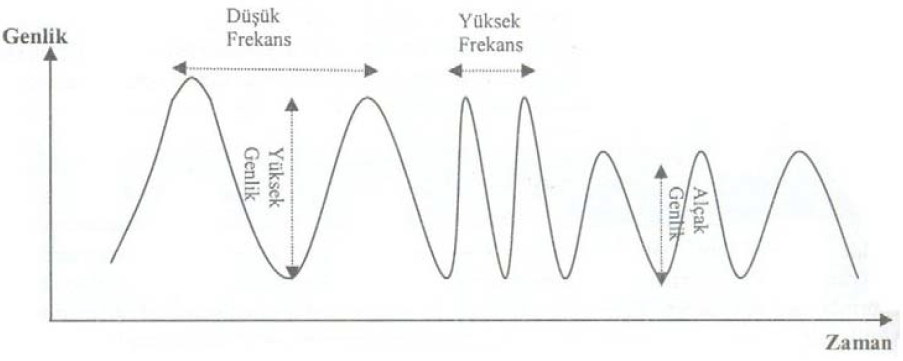 Düşük
Frekans
Yüksek
Frekans
Genlik
Yüksek
Genlik
Alçak
Genlik
Zaman